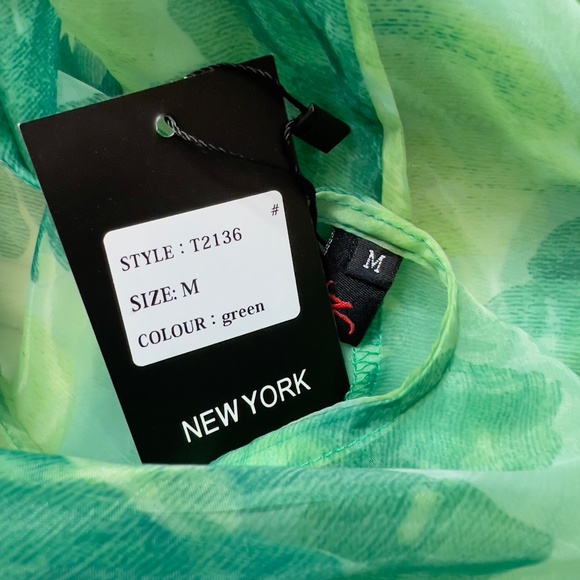 #
STYLE : T2136
SIZE: M
COLOUR : green
NEW YORK
M